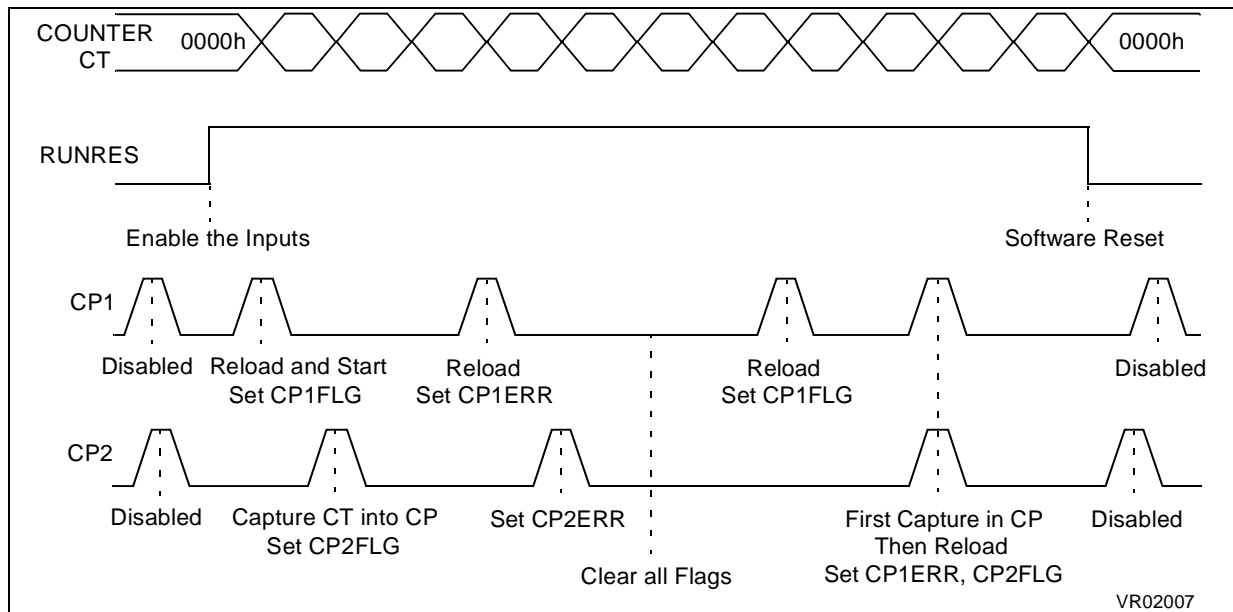 COUNTER
CT
0000h
0000h
RUNRES
Enable the Inputs
Software Reset
CP1
Disabled
Reload and Start
Set CP1FLG
Reload
Set CP1ERR
Reload
Set CP1FLG
Disabled
CP2
Disabled
Capture CT into CP
Set CP2FLG
Set CP2ERR
Clear all Flags
First Capture in CP
Then Reload
Set CP1ERR, CP2FLG
Disabled
VR02007